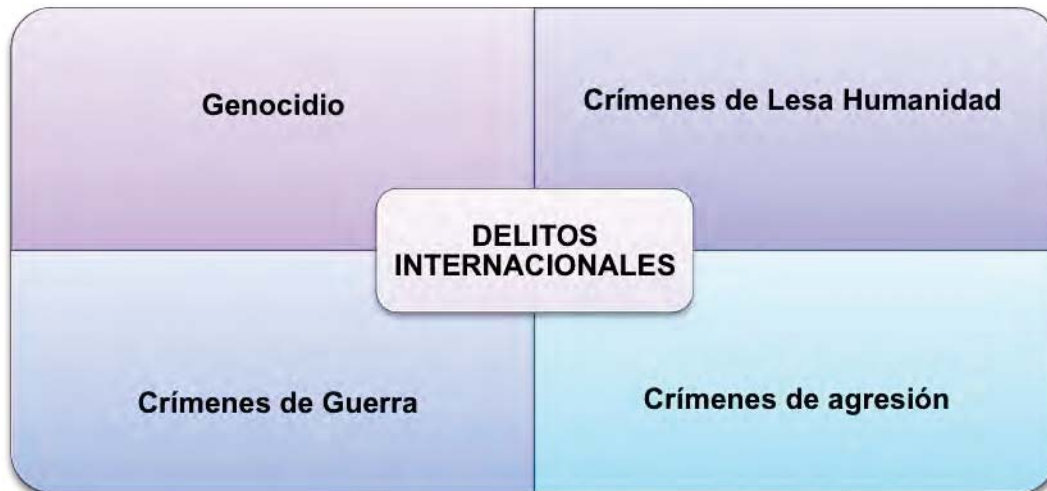 Genocidio
Crímenes de Lesa Humanidad
DELITOS
INTERNACIONALES
Crímenes de Guerra
Crímenes de agresión